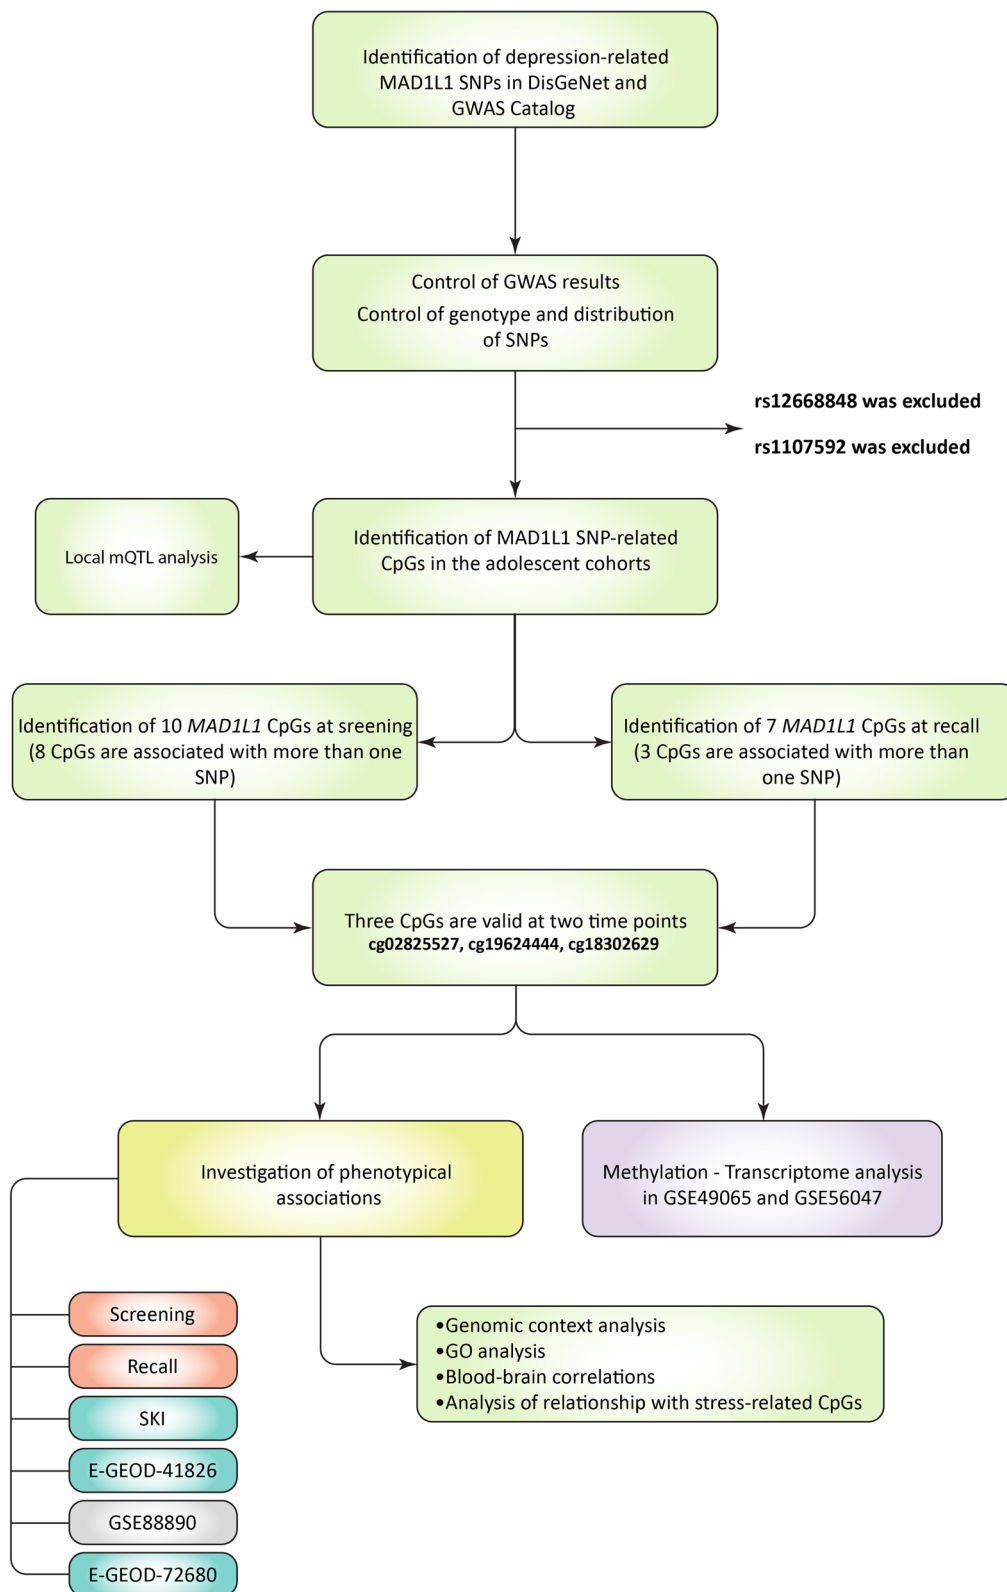 Identification of depression-related
MAD1L1 SNPs in DisGeNet and
GWAS Catalog
Control of GWAS results
Control of genotype and distribution
of SNPs
rs12668848 was excluded
rs1107592 was excluded
Identification of MAD1L1 SNP-related
CpGs in the adolescent cohorts
Local mQTL analysis
Identification of 10 MAD1L1 CpGs at sreening
(8 CpGs are associated with more than one
SNP)
Identification of 7 MAD1L1 CpGs at recall
(3 CpGs are associated with more than
one SNP)
Three CpGs are valid at two time points
cg02825527, cg19624444, cg18302629
Investigation of phenotypical
associations
Methylation - Transcriptome analysis
in GSE49065 and GSE56047
Screening
Recall
SKI
E-GEOD-41826
GSE88890
E-GEOD-72680
•Genomic context analysis
•GO analysis
•Blood-brain correlations
•Analysis of relationship with stress-related CpGs